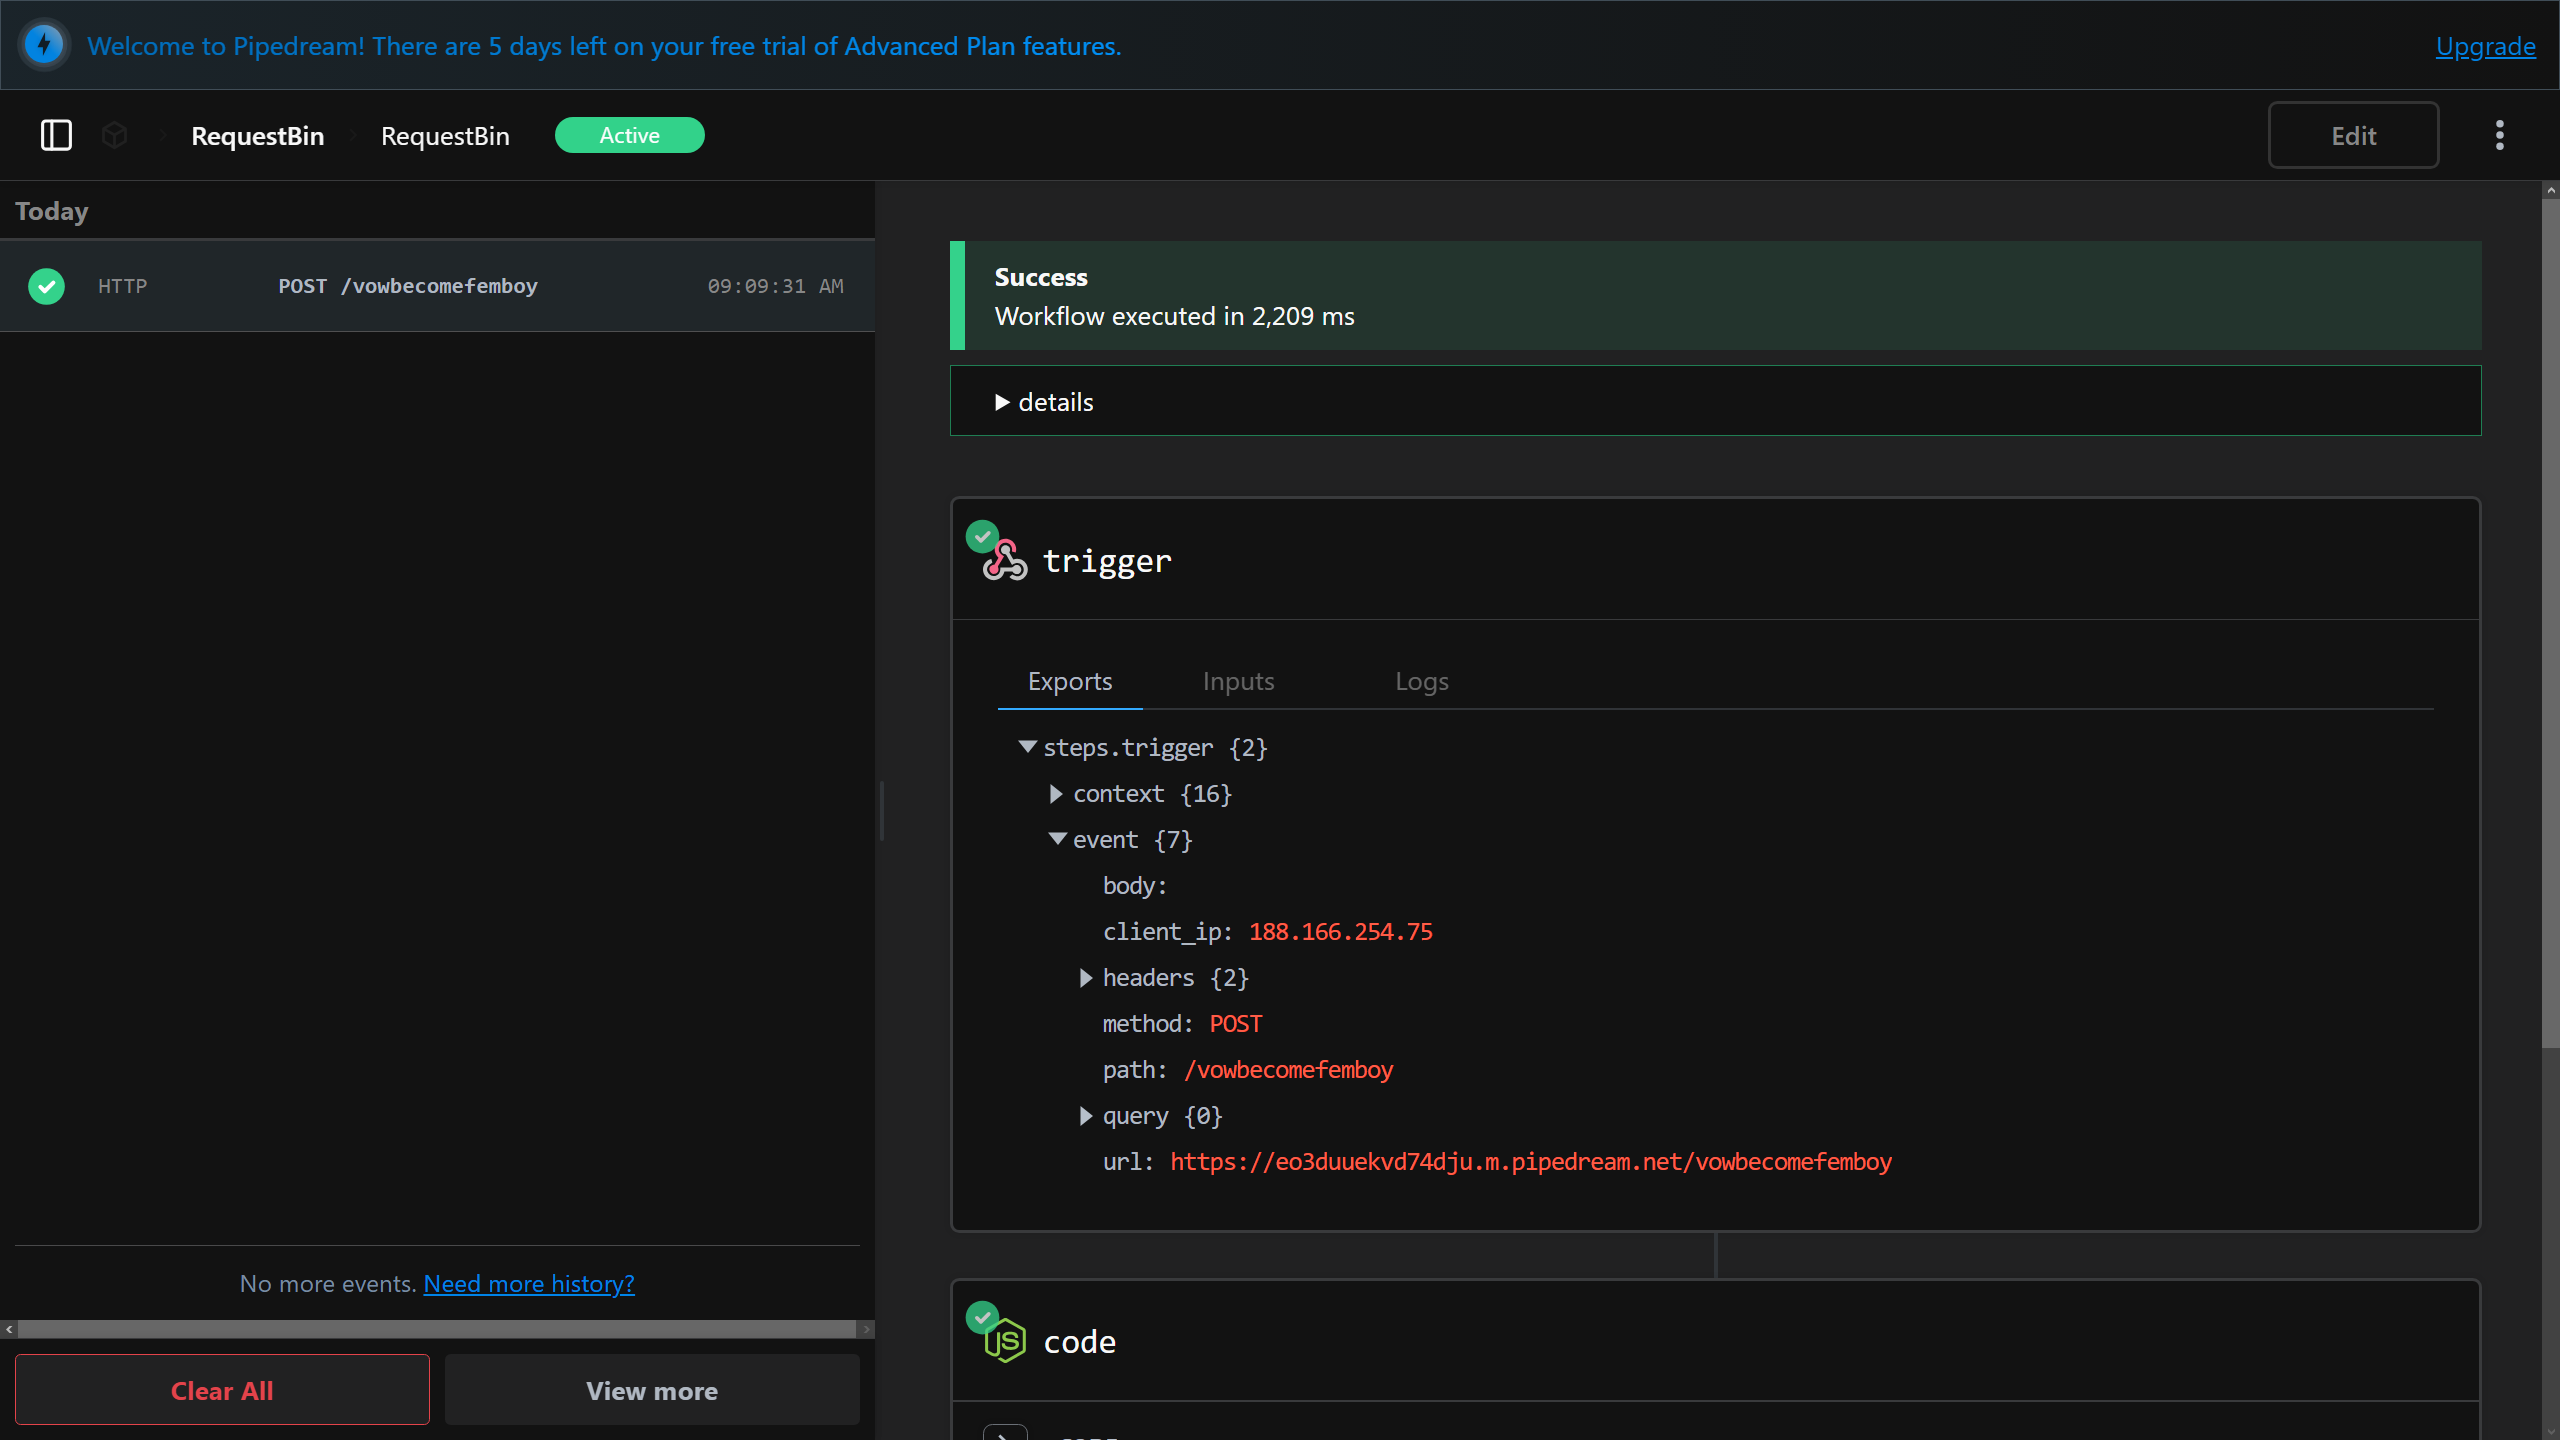 Welcome to Pipedream! There are 5 days left on your free trial of Advanced Plan features.
Upgrade
RequestBin
RequestBin
Active
Edit
Today
HTTP
POST /vowbecomefemboy
09:09:31 AM
No more events. Need more history?
Clear All
View more
Success
Workflow executed in 2,209 ms
details
trigger
Exports
Inputs
Logs
steps.trigger {2}
context {16}
event {7}
body:
client_ip: 188.166.254.75
headers {2}
method: POST
path: /vowbecomefemboy
query {0}
url: https://eo3duuekvd74dju.m.pipedream.net/vowbecomefemboy
JS
code